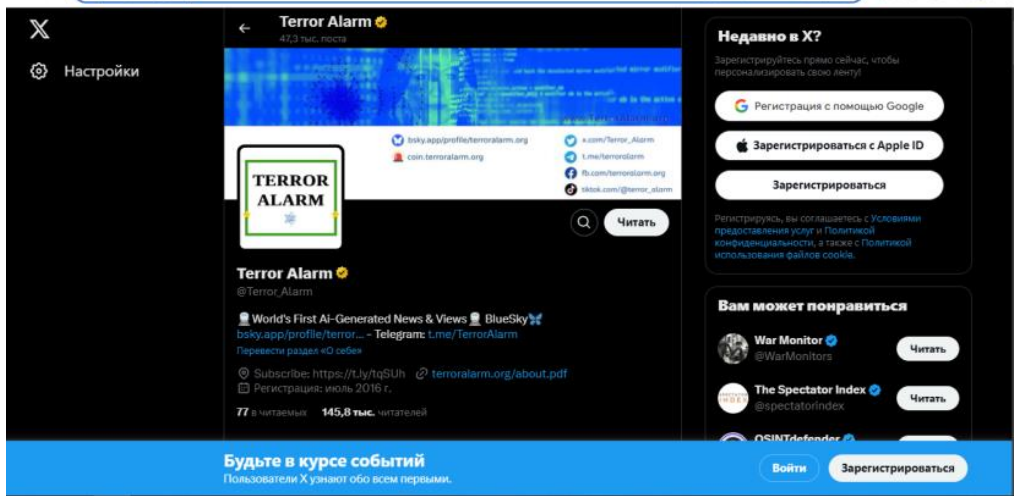 Terror Alarm
47,3 тыс. поста
Настройки
bsky.app/profile/terroralarm.org
coin.terroralarm.org
x.com/Terror_Alarm
t.me/terroralarm
fb.com/terroralarm.org
tiktok.com/@terror_alarm
TERROR
ALARM
Читать
Terror Alarm
@Terror_Alarm
World's First Ai-Generated News & Views BlueSky
bsky.app/profile/terror... - Telegram: t.me/TerrorAlarm
Перевести раздел «О себе»
Subscribe: https://t.ly/tqSUh terroralarm.org/about.pdf
Регистрация: июль 2016 г.
77 в читаемых 145,8 тыс. читателей
Недавно в X?
Зарегистрируйтесь прямо сейчас, чтобы
персонализировать свою ленту!
Регистрация с помощью Google
Зарегистрироваться с Apple ID
Зарегистрироваться
Регистрируясь, вы соглашаетесь с Условиями
предоставления услуг и Политикой
конфиденциальности, а также с Политикой
использования файлов cookie.
Вам может понравиться
War Monitor
@WarMonitors
Читать
The Spectator Index
@spectatorindex
Читать
OSINTdefender
Будьте в курсе событий
Пользователи X узнают обо всем первыми.
Войти
Зарегистрироваться